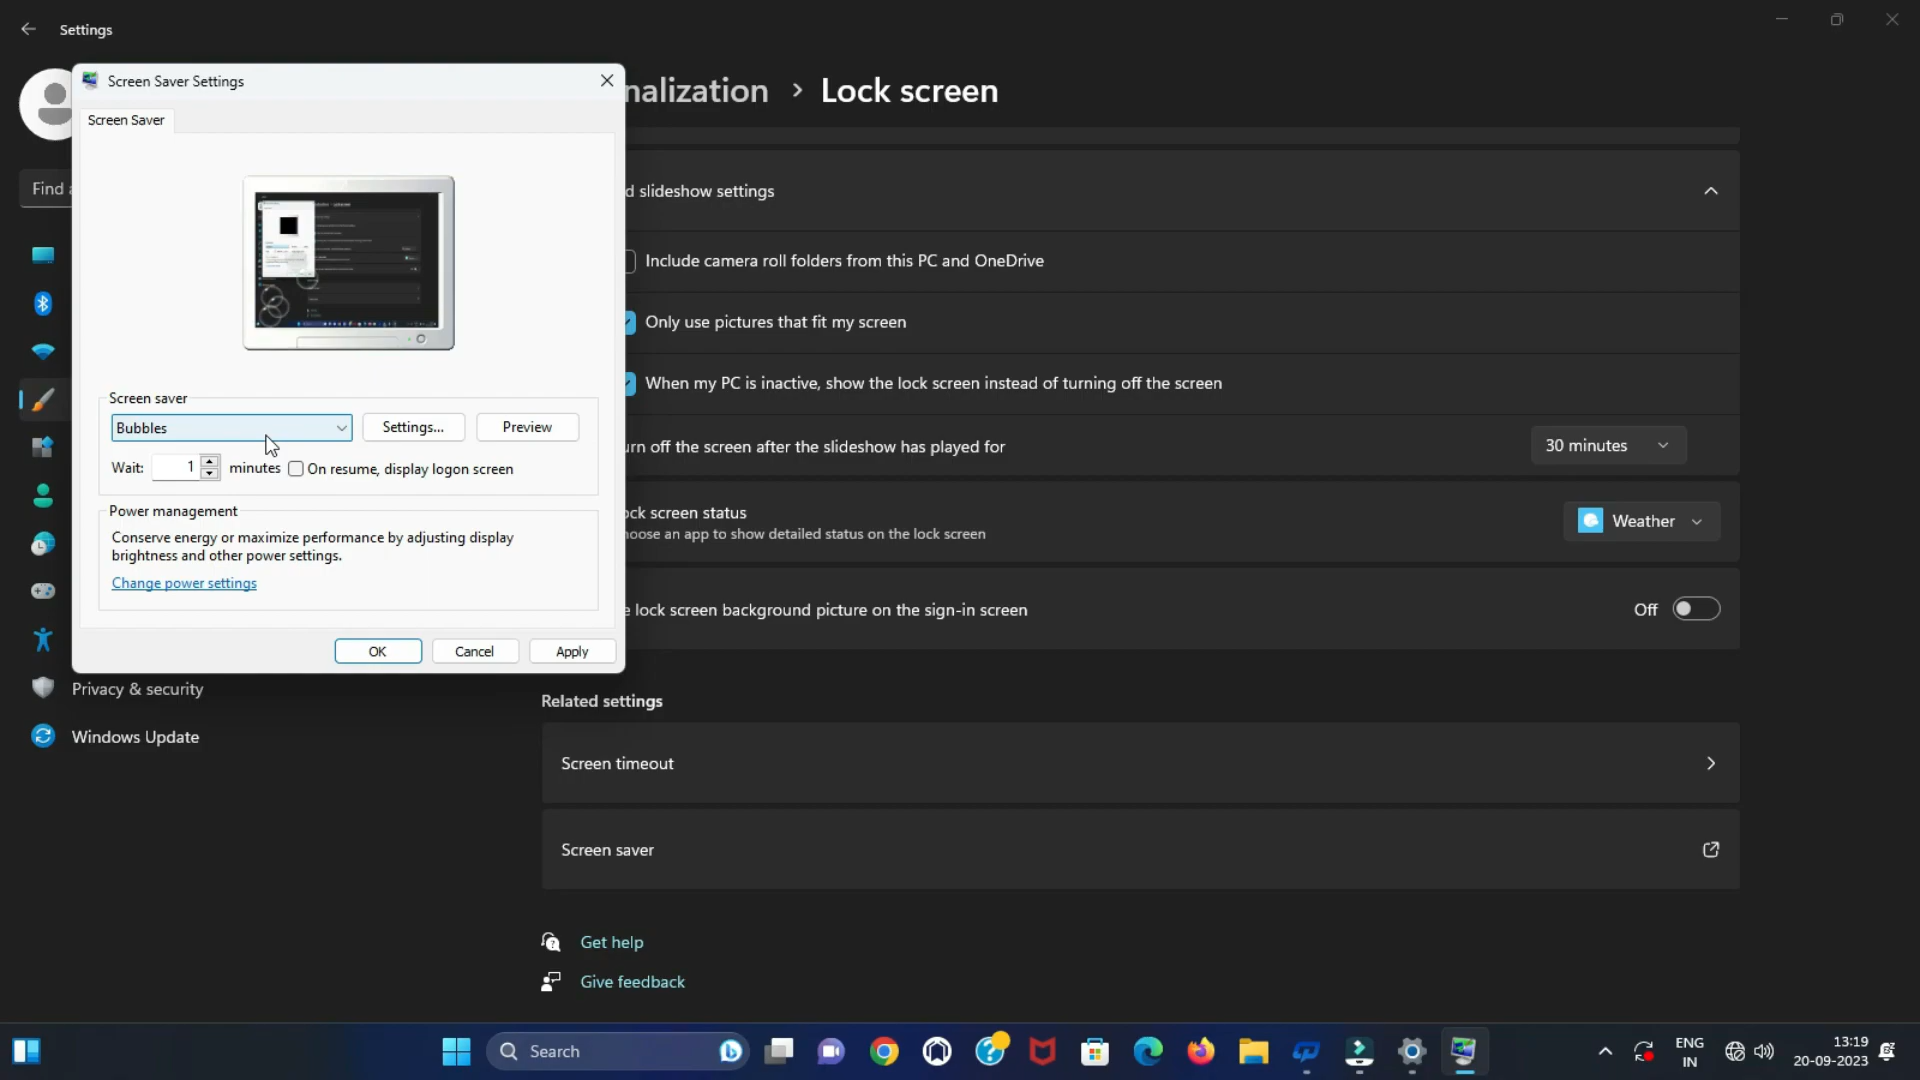 Settings
Screen Saver Settings
Screen Saver
nalization > Lock screen
Find
d slideshow settings
Include camera roll folders from this PC and OneDrive
Only use pictures that fit my screen
When my PC is inactive, show the lock screen instead of turning off the screen
urn off the screen after the slideshow has played for
30 minutes
Screen saver
Bubbles
Settings...
Preview
Wait: 1 minutes On resume, display logon screen
Power management
Conserve energy or maximize performance by adjusting display
brightness and other power settings.
Change power settings
OK
Cancel
Apply
ock screen status
hoose an app to show detailed status on the lock screen
Weather
e lock screen background picture on the sign-in screen
Off
Privacy & security
Windows Update
Related settings
Screen timeout
Screen saver
Get help
Give feedback
Search
ENG
IN
13:19
20-09-2023